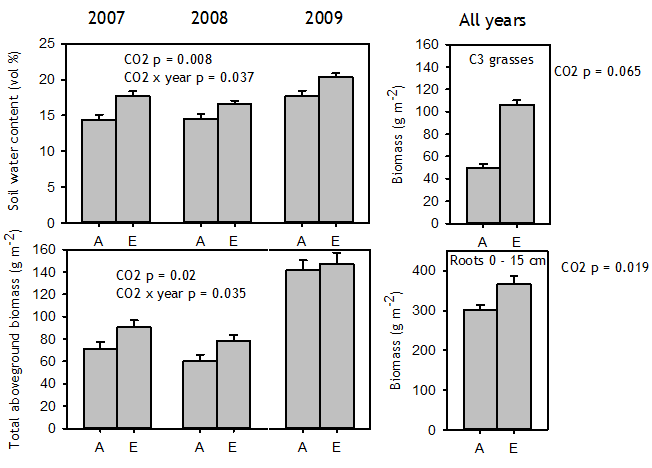 2007 2008 2009 All years
Soil water content (vol %)
25
20
15
10
5
0
CO2 p = 0.008
CO2 x year p = 0.037
A E A E A E
Biomass (g m-2)
160
140
120
100
80
60
40
20
0
C3 grasses
CO2 p = 0.065
A E
Total aboveground biomass (g m-2)
160
140
120
100
80
60
40
20
0
CO2 p = 0.02
CO2 x year p = 0.035
A E A E A E
Biomass (g m-2)
400
300
200
100
0
Roots 0 - 15 cm
CO2 p = 0.019
A E